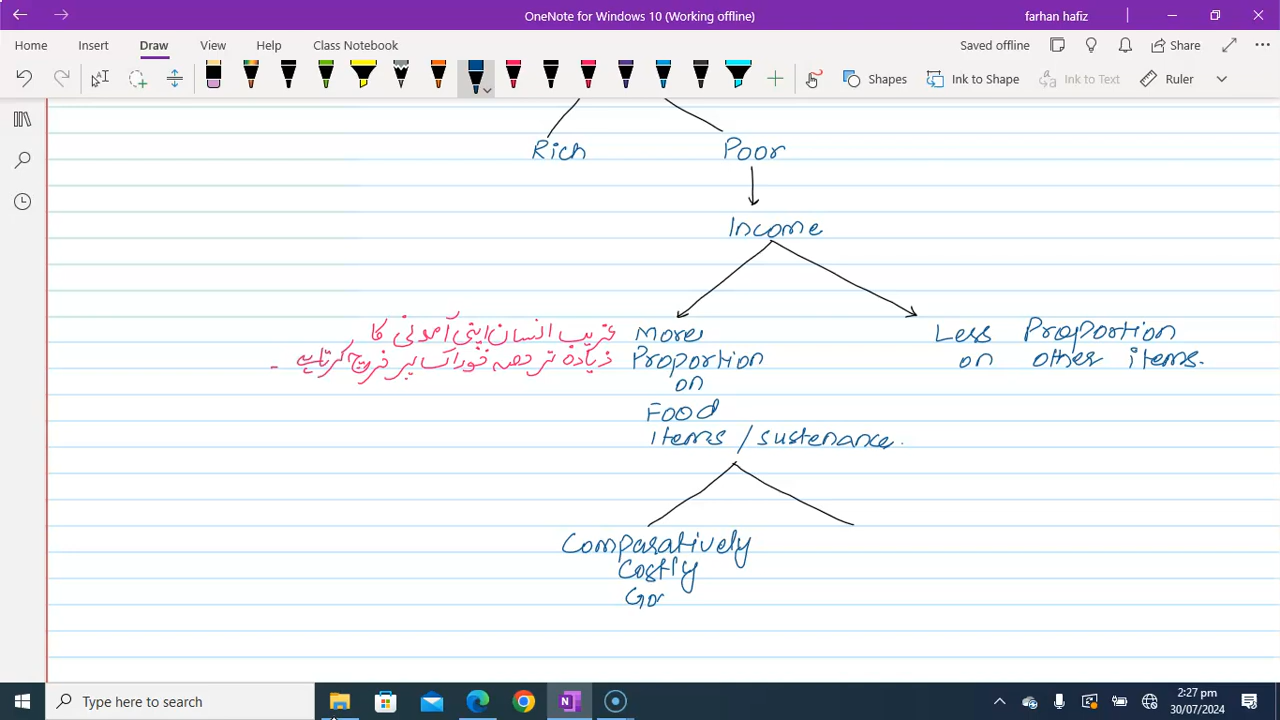 OneNote for Windows 10 (Working offline)
farhan hafiz
Home Insert Draw View Help Class Notebook
Saved offline
Share
Shapes
Ink to Shape
Ink to Text
Ruler
Rich Poor
Income
غریب انسان اپنی آمدنی کا
زیادہ تر حصہ خوراک پر خرچ کرتا ہے۔
More
Proportion
on
Food
items / sustenance.
Less Proportion
on other items.
Comparatively
Costly
Go
Type here to search
2:27 pm
30/07/2024